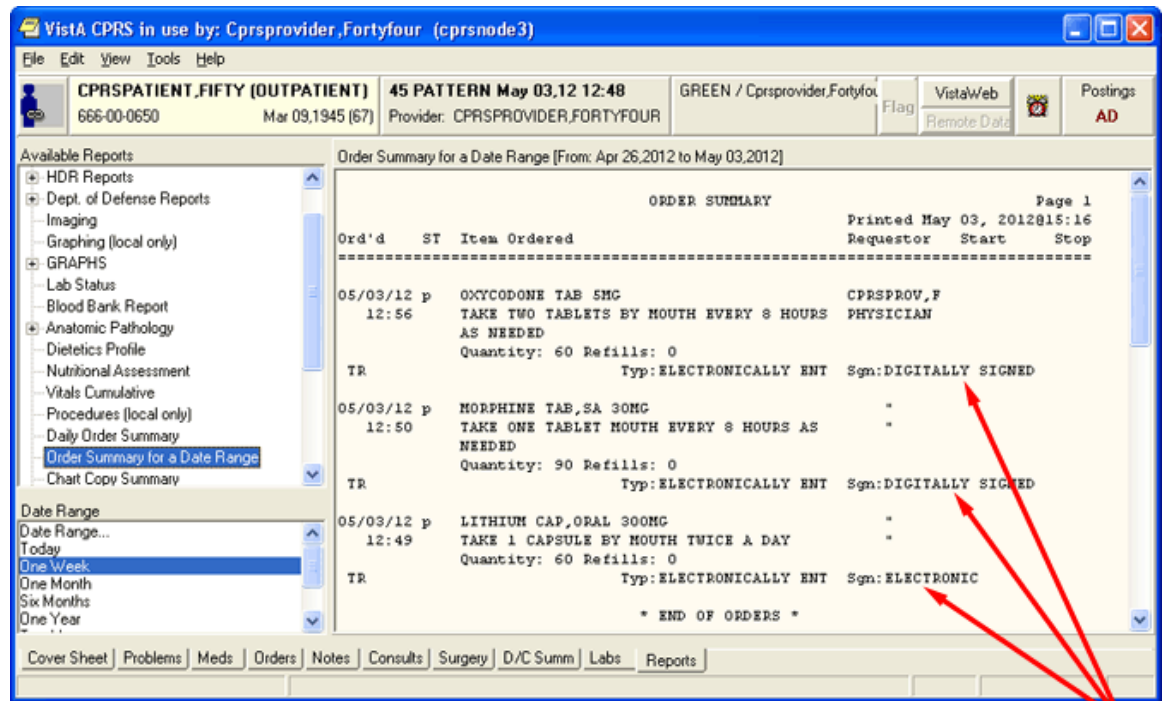 VistA CPRS in use by: Cprsprovider,Fortyfour (cprsnode3)
File Edit View Tools Help
CPRSPATIENT,FIFTY (OUTPATIENT) 45 PATTERN May 03,12 12:48 GREEN / Cprsprovider,Fortyfou Flag VistaWeb Postings
666-00-0650 Mar 09,1945 (67) Provider: CPRSPROVIDER,FORTYFOUR Remote Data AD
Available Reports
HDR Reports
Dept. of Defense Reports
Imaging
Graphing (local only)
GRAPHS
Lab Status
Blood Bank Report
Anatomic Pathology
Dietetics Profile
Nutritional Assessment
Vitals Cumulative
Procedures (local only)
Daily Order Summary
Order Summary for a Date Range
Chart Copy Summary
Date Range
Date Range...
Today
One Week
One Month
Six Months
One Year
Order Summary for a Date Range [From: Apr 26,2012 to May 03,2012]
ORDER SUMMARY Page 1
Printed May 03, 2012@15:16
Ord'd ST Item Ordered Requestor Start Stop
05/03/12 p OXYCODONE TAB 5MG CPRSPROV,F
12:56 TAKE TWO TABLETS BY MOUTH EVERY 8 HOURS PHYSICIAN
AS NEEDED
Quantity: 60 Refills: 0
TR Typ:ELECTRONICALLY ENT Sgn:DIGITALLY SIGNED
05/03/12 p MORPHINE TAB,SA 30MG "
12:50 TAKE ONE TABLET MOUTH EVERY 8 HOURS AS "
NEEDED
Quantity: 90 Refills: 0
TR Typ:ELECTRONICALLY ENT Sgn:DIGITALLY SIGNED
05/03/12 p LITHIUM CAP,ORAL 300MG "
12:49 TAKE 1 CAPSULE BY MOUTH TWICE A DAY "
Quantity: 60 Refills: 0
TR Typ:ELECTRONICALLY ENT Sgn:ELECTRONIC
* END OF ORDERS *
Cover Sheet Problems Meds Orders Notes Consults Surgery D/C Summ Labs Reports